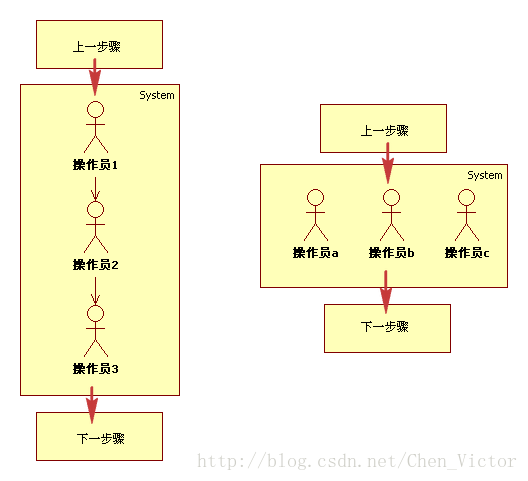 上一步骤
System
操作员1
操作员2
操作员3
下一步骤
上一步骤
System
操作员a 操作员b 操作员c
下一步骤
http://blog.csdn.net/Chen_Victor